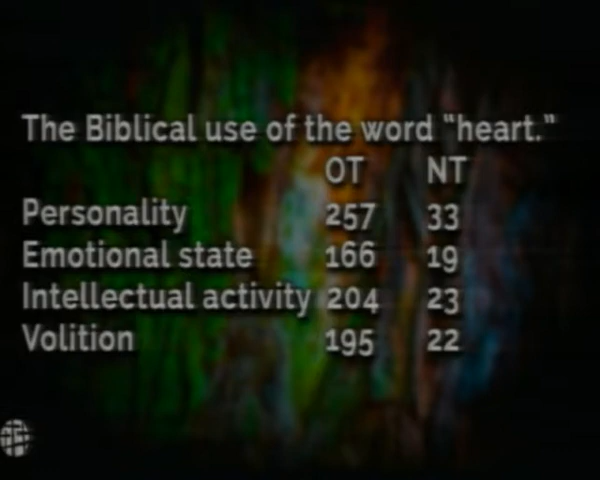 The Biblical use of the word "heart."
OT NT
Personality 257 33
Emotional state 166 19
Intellectual activity 204 23
Volition 195 22